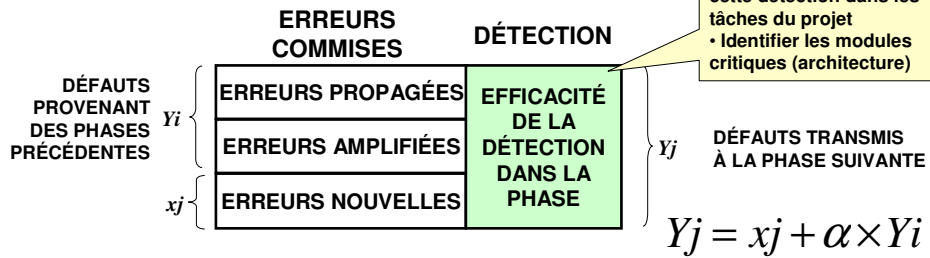 cette détection dans les
tâches du projet
• Identifier les modules
critiques (architecture)
ERREURS
COMMISES
DÉTECTION
DÉFAUTS
PROVENANT
DES PHASES
PRÉCÉDENTES
Yi
xj
ERREURS PROPAGÉES
ERREURS AMPLIFIÉES
ERREURS NOUVELLES
EFFICACITÉ
DE LA
DÉTECTION
DANS LA
PHASE
Yj
DÉFAUTS TRANSMIS
À LA PHASE SUIVANTE
Yj = xj + α × Yi